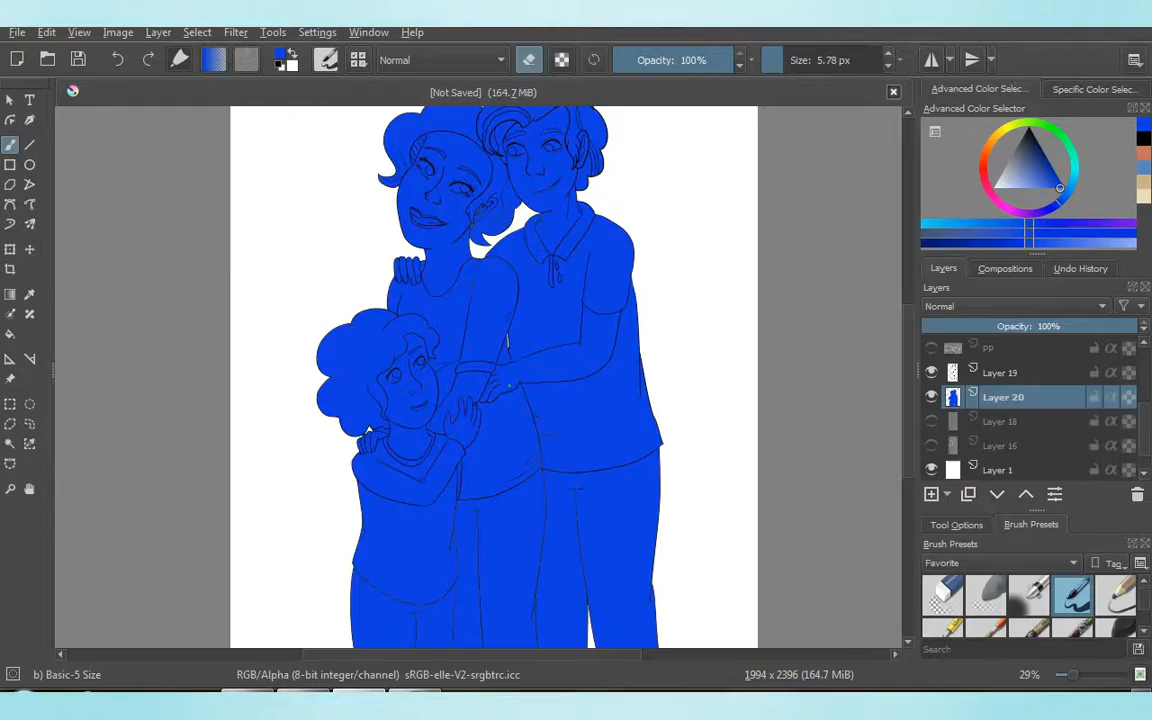 File Edit View Image Layer Select Filter Tools Settings Window Help
Normal
Opacity: 100%
Size: 5.78 px
[Not Saved] (164.7 MiB)
Advanced Color Selec...
Specific Color Selec...
Advanced Color Selector
Layers
Compositions
Undo History
Layers
Normal
Opacity: 100%
pp
Layer 19
Layer 20
Layer 18
Layer 16
Layer 1
Tool Options
Brush Presets
Brush Presets
Favorite
Tag
Search
b) Basic-5 Size
RGB/Alpha (8-bit integer/channel) sRGB-elle-V2-srgbtrc.icc
1994 x 2396 (164.7 MiB)
29%